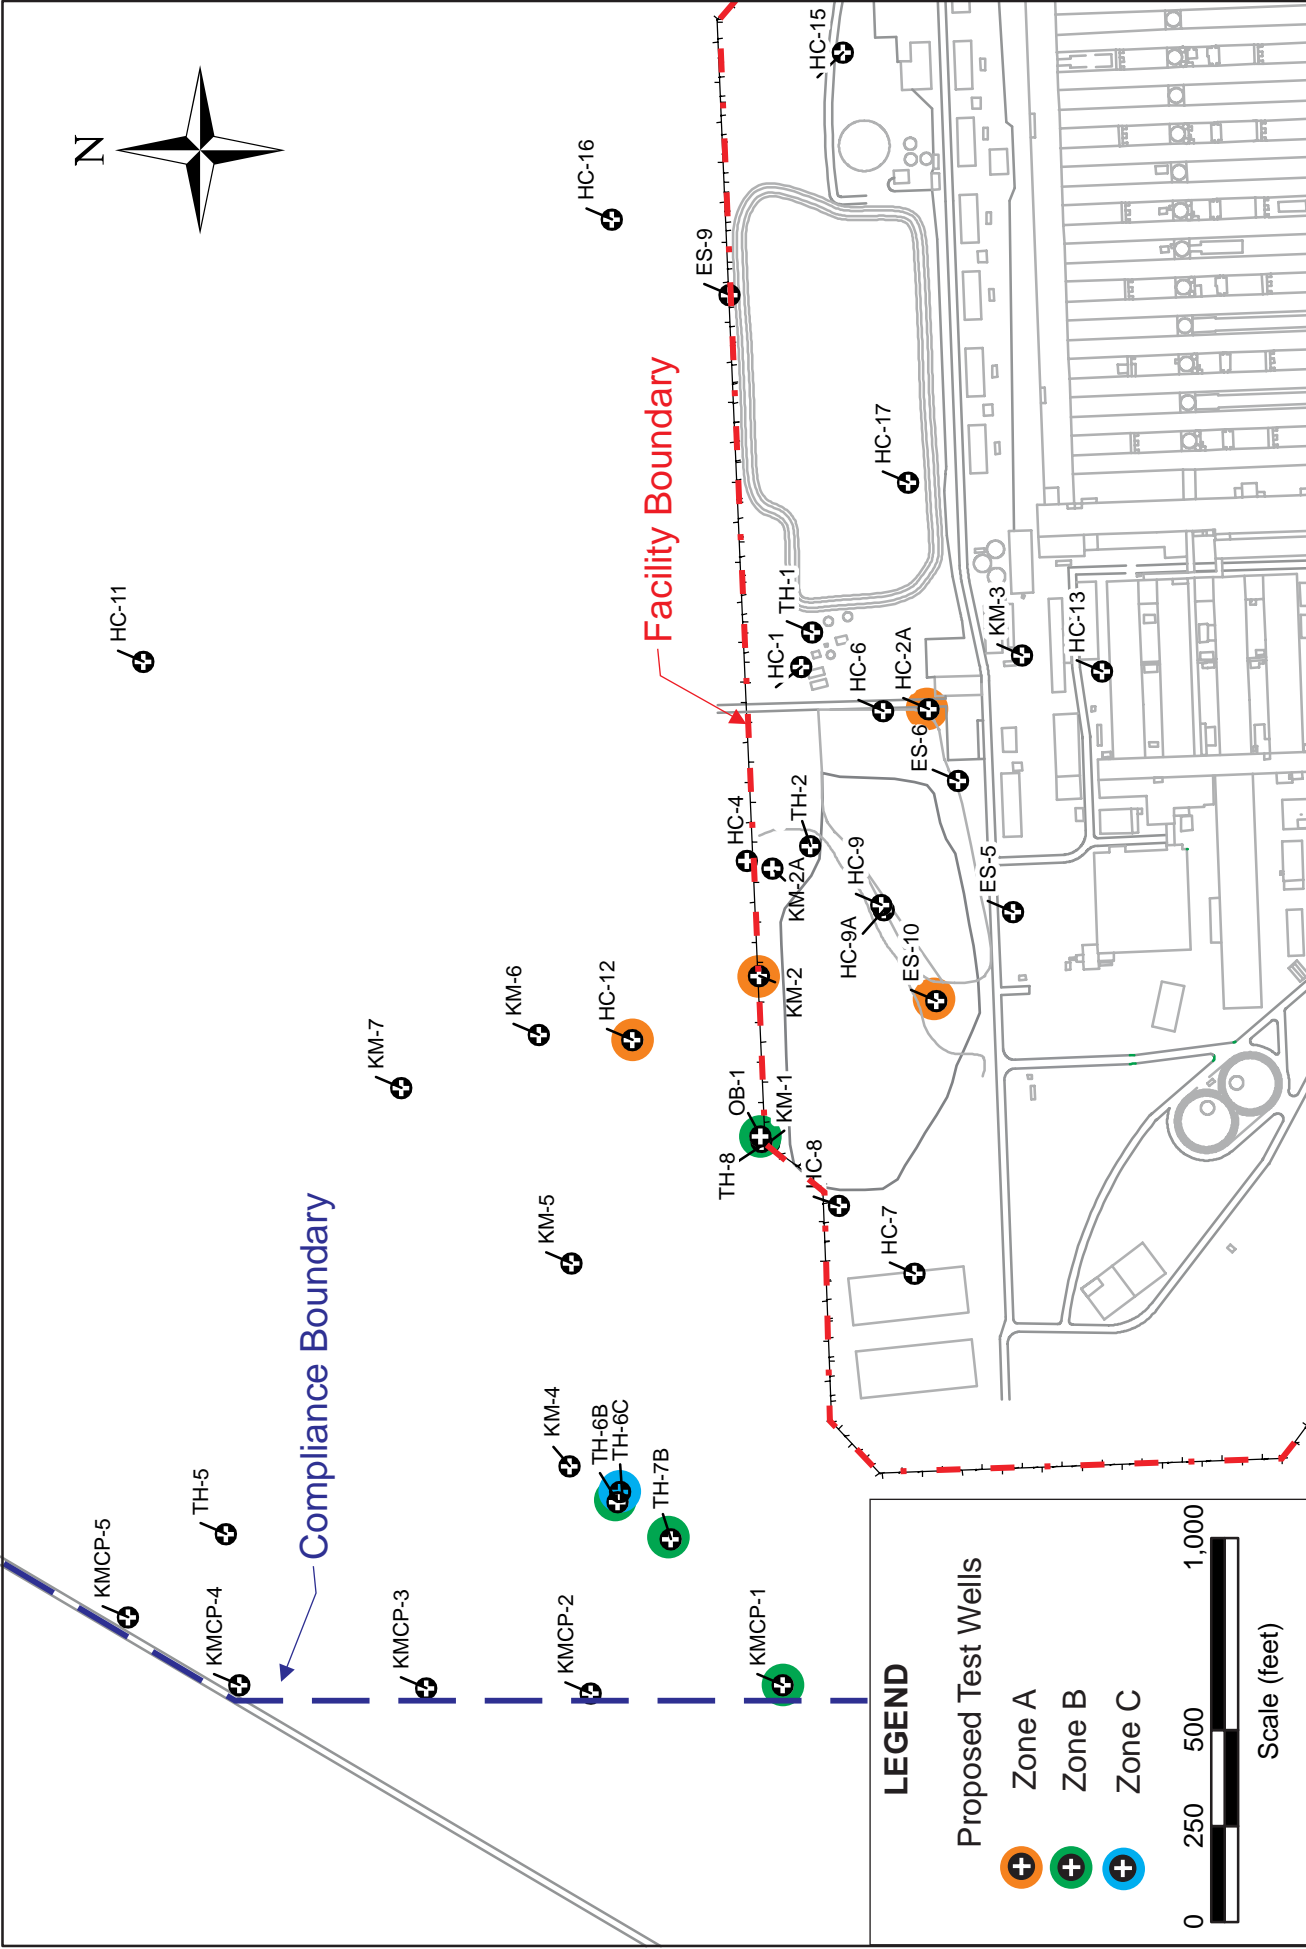 N
HC-15
HC-16
ES-9
HC-11
HC-17
Facility Boundary
TH-1
HC-1
HC-6
HC-2A
KM-3
HC-13
ES-6
HC-4
TH-2
KM-2A
HC-9
HC-9A
ES-5
ES-10
KM-2
HC-12
KM-6
KM-7
OB-1
KM-1
TH-8
HC-8
HC-7
KM-5
Compliance Boundary
KM-4
TH-6B
TH-6C
TH-7B
TH-5
KMCP-5
KMCP-4
KMCP-3
KMCP-2
KMCP-1
LEGEND
Proposed Test Wells
Zone A
Zone B
Zone C
0 250 500 1,000
Scale (feet)